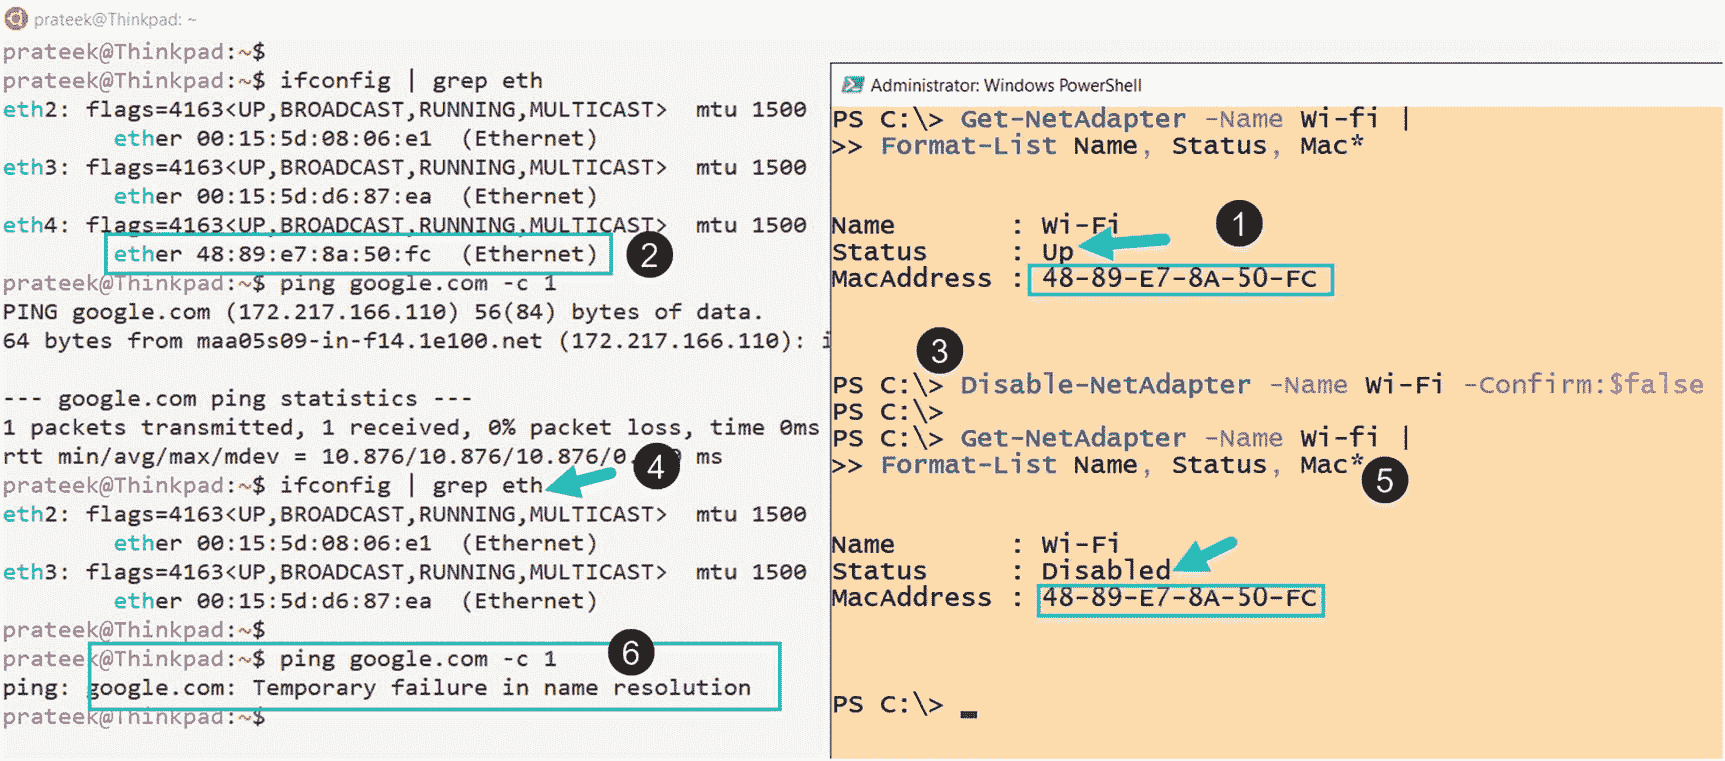 prateek@Thinkpad: ~
prateek@Thinkpad:~$
prateek@Thinkpad:~$ ifconfig | grep eth
eth2: flags=4163<UP,BROADCAST,RUNNING,MULTICAST>  mtu 1500
ether 00:15:5d:08:06:e1  (Ethernet)
eth3: flags=4163<UP,BROADCAST,RUNNING,MULTICAST>  mtu 1500
ether 00:15:5d:d6:87:ea  (Ethernet)
eth4: flags=4163<UP,BROADCAST,RUNNING,MULTICAST>  mtu 1500
ether 48:89:e7:8a:50:fc  (Ethernet)
2
prateek@Thinkpad:~$ ping google.com -c 1
PING google.com (172.217.166.110) 56(84) bytes of data.
64 bytes from maa05s09-in-f14.1e100.net (172.217.166.110): i
--- google.com ping statistics ---
1 packets transmitted, 1 received, 0% packet loss, time 0ms
rtt min/avg/max/mdev = 10.876/10.876/10.876/0. ms
4
prateek@Thinkpad:~$ ifconfig | grep eth
eth2: flags=4163<UP,BROADCAST,RUNNING,MULTICAST>  mtu 1500
ether 00:15:5d:08:06:e1  (Ethernet)
eth3: flags=4163<UP,BROADCAST,RUNNING,MULTICAST>  mtu 1500
ether 00:15:5d:d6:87:ea  (Ethernet)
prateek@Thinkpad:~$
prateek@Thinkpad:~$ ping google.com -c 1
6
ping: google.com: Temporary failure in name resolution
prateek@Thinkpad:~$
Administrator: Windows PowerShell
PS C:\> Get-NetAdapter -Name Wi-fi |
>> Format-List Name, Status, Mac*
Name       : Wi-Fi
1
Status     : Up
MacAddress : 48-89-E7-8A-50-FC
3
PS C:\> Disable-NetAdapter -Name Wi-Fi -Confirm:$false
PS C:\>
PS C:\> Get-NetAdapter -Name Wi-fi |
>> Format-List Name, Status, Mac*
5
Name       : Wi-Fi
Status     : Disabled
MacAddress : 48-89-E7-8A-50-FC
PS C:\> _